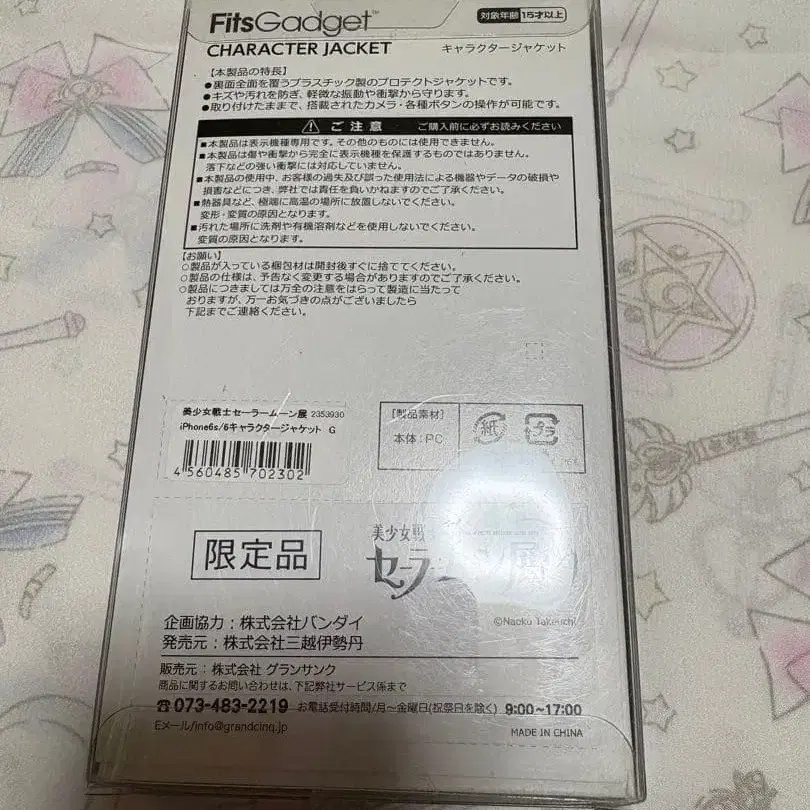 FitsGadget™
対象年齢 15才以上
CHARACTER JACKET
キャラクタージャケット
【本製品の特長】
●裏面全面を覆うプラスチック製のプロテクトジャケットです。
●キズや汚れを防ぎ、軽微な振動や衝撃から守ります。
●取り付けたままで、搭載されたカメラ・各種ボタンの操作が可能です。
⚠ ご注意 ご購入前に必ずお読みください
■本製品は表示機種専用です。その他のものには使用できません。
■本製品は傷や衝撃から完全に表示機種を保護するものではありません。
落下などの強い衝撃には対応していません。
■本製品の使用中、お客様の過失及び誤った使用法による機器やデータの破損や
損害などにつき、弊社では責任を負いかねますのでご了承ください。
■熱器具など、極端に高温の場所に放置しないでください。
変形・変質の原因となります。
■汚れた場所に洗剤や有機溶剤などを使用しないでください。
変質の原因となります。
【お願い】
○製品が入っている梱包材は開封後すぐに捨ててください。
○製品の仕様は、予告なく変更する場合がありますのでご了承ください。
○製品につきましては万全の注意をはらって製造に当たって
おりますが、万一お気づきの点がございましたら
下記までご連絡ください。
美少女戦士セーラームーン展 2353930
iPhone6s/6キャラクタージャケット G
4 560485 702302
【製品素材】
本体:PC
紙
プラ
限定品
美少女戦
セーラー
©Naoko Takeuchi
企画協力:株式会社バンダイ
発売元:株式会社三越伊勢丹
販売元:株式会社 グランサンク
商品に関するお問い合わせは、下記弊社サービス係まで
☎073-483-2219 お電話受付時間/月〜金曜日(祝祭日を除く) 9:00〜17:00
Eメール/info@grandcinq.jp
MADE IN CHINA